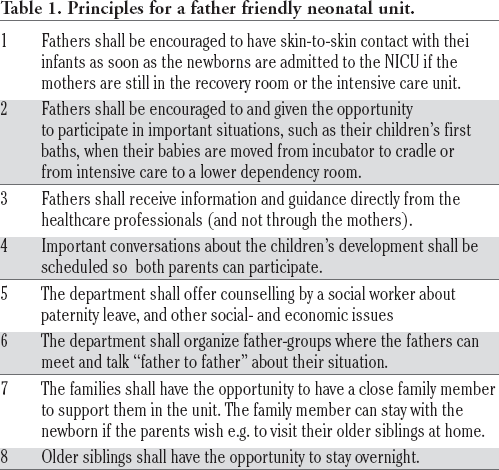 Table 1. Principles for a father friendly neonatal unit.
1 Fathers shall be encouraged to have skin-to-skin contact with thei
infants as soon as the newborns are admitted to the NICU if the
mothers are still in the recovery room or the intensive care unit.
2 Fathers shall be encouraged to and given the opportunity
to participate in important situations, such as their children's first
baths, when their babies are moved from incubator to cradle or
from intensive care to a lower dependency room.
3 Fathers shall receive information and guidance directly from the
healthcare professionals (and not through the mothers).
4 Important conversations about the children's development shall be
scheduled so both parents can participate.
5 The department shall offer counselling by a social worker about
paternity leave, and other social- and economic issues
6 The department shall organize father-groups where the fathers can
meet and talk “father to father” about their situation.
7 The families shall have the opportunity to have a close family member
to support them in the unit. The family member can stay with the
newborn if the parents wish e.g. to visit their older siblings at home.
8 Older siblings shall have the opportunity to stay overnight.